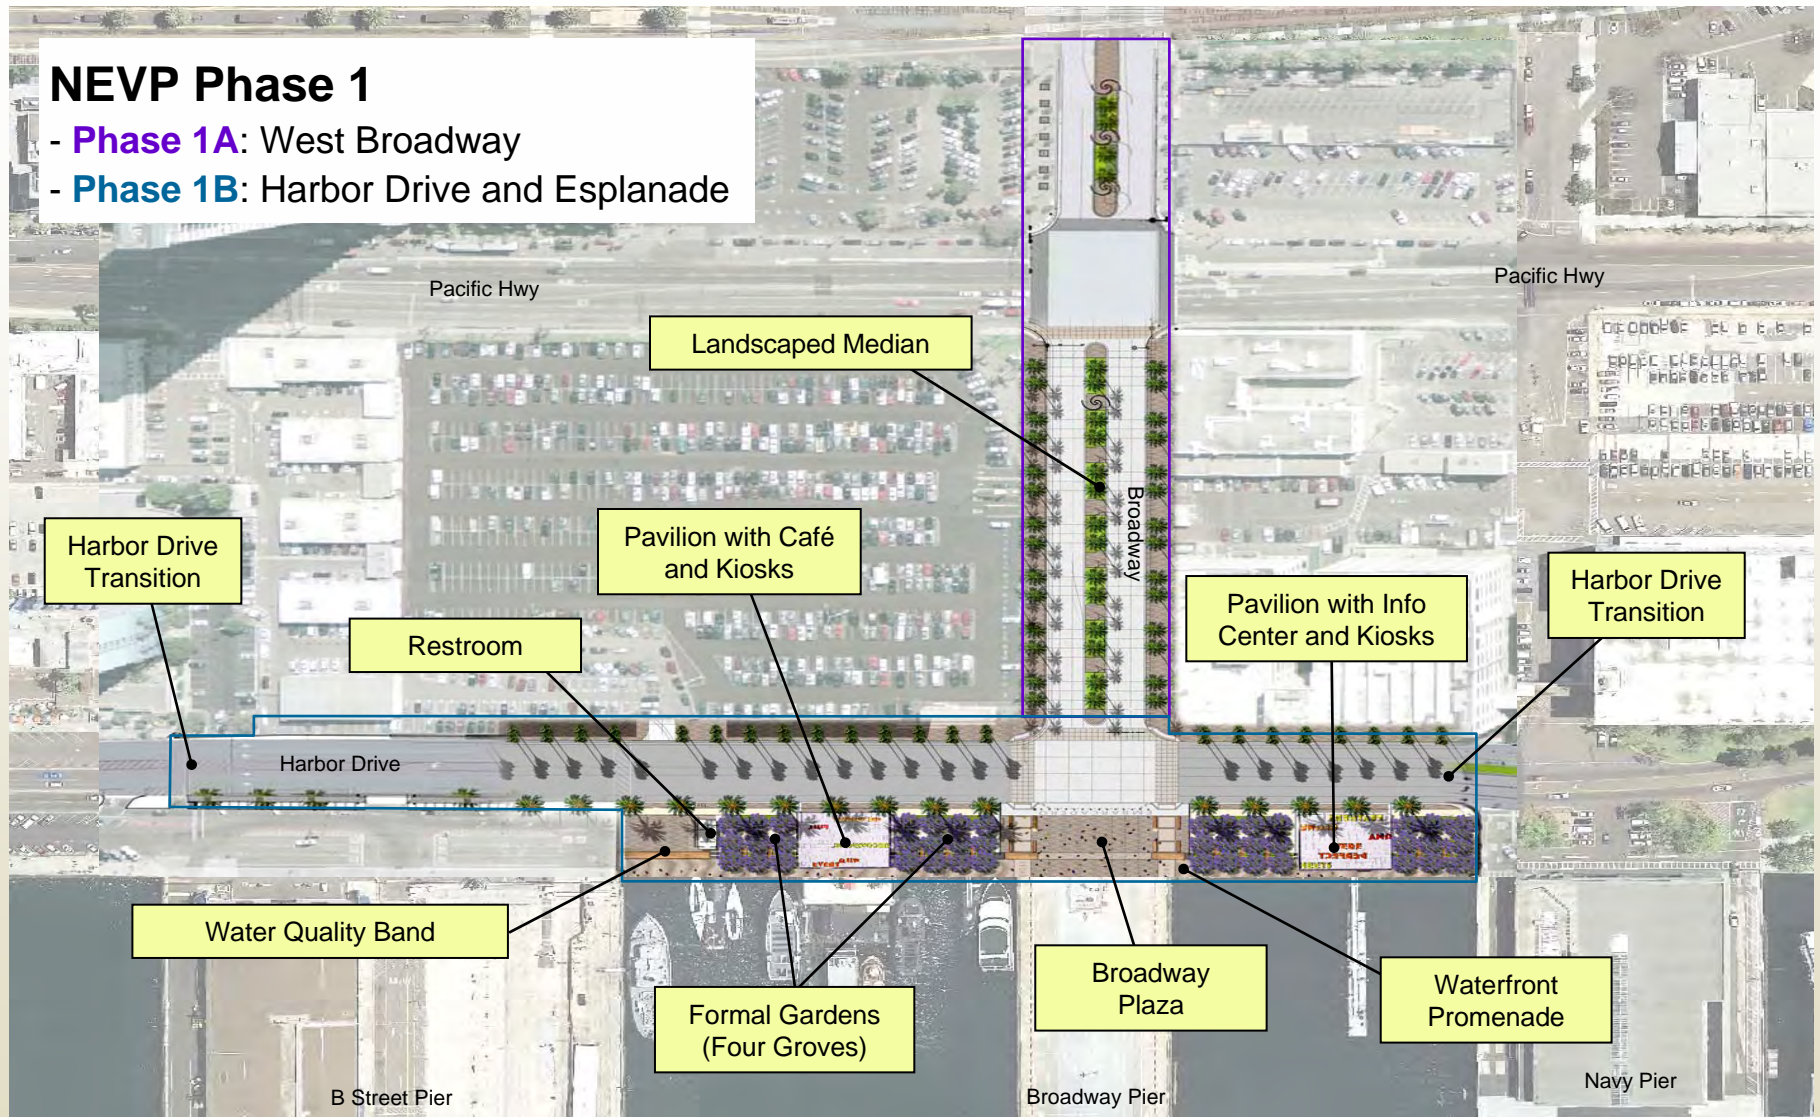 NEVP Phase 1
- Phase 1A: West Broadway
- Phase 1B: Harbor Drive and Esplanade
Pacific Hwy
Pacific Hwy
Landscaped Median
Broadway
Harbor Drive
Transition
Pavilion with Café
and Kiosks
Harbor Drive
Transition
Restroom
Pavilion with Info
Center and Kiosks
Harbor Drive
Water Quality Band
Formal Gardens
(Four Groves)
Broadway
Plaza
Waterfront
Promenade
B Street Pier
Broadway Pier
Navy Pier